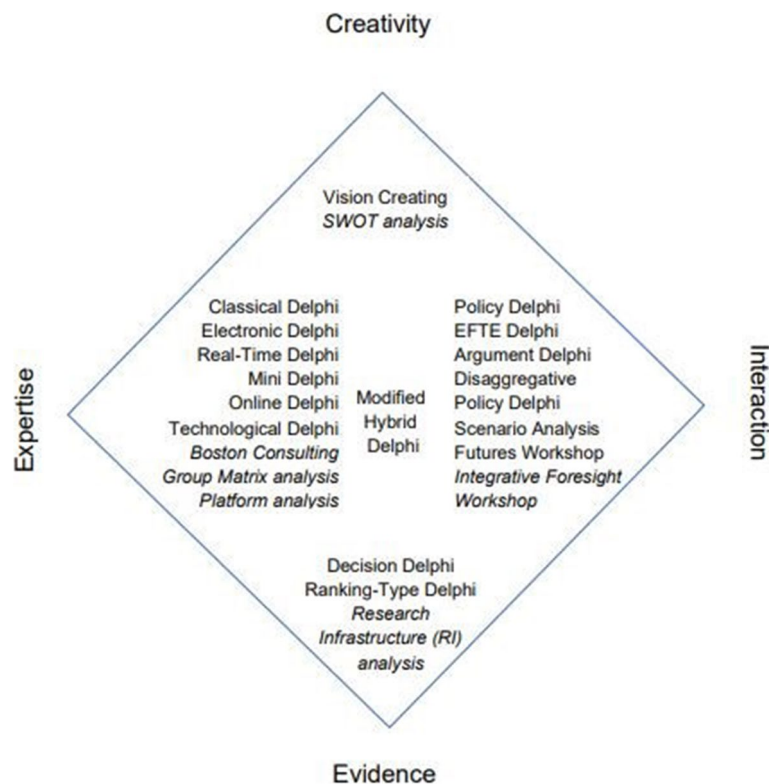 Creativity
Vision Creating
SWOT analysis
Expertise
Classical Delphi
Electronic Delphi
Real-Time Delphi
Mini Delphi
Online Delphi
Technological Delphi
Boston Consulting
Group Matrix analysis
Platform analysis
Modified
Hybrid
Delphi
Policy Delphi
EFTE Delphi
Argument Delphi
Disaggregative
Policy Delphi
Scenario Analysis
Futures Workshop
Integrative Foresight
Workshop
Interaction
Decision Delphi
Ranking-Type Delphi
Research
Infrastructure (RI)
analysis
Evidence